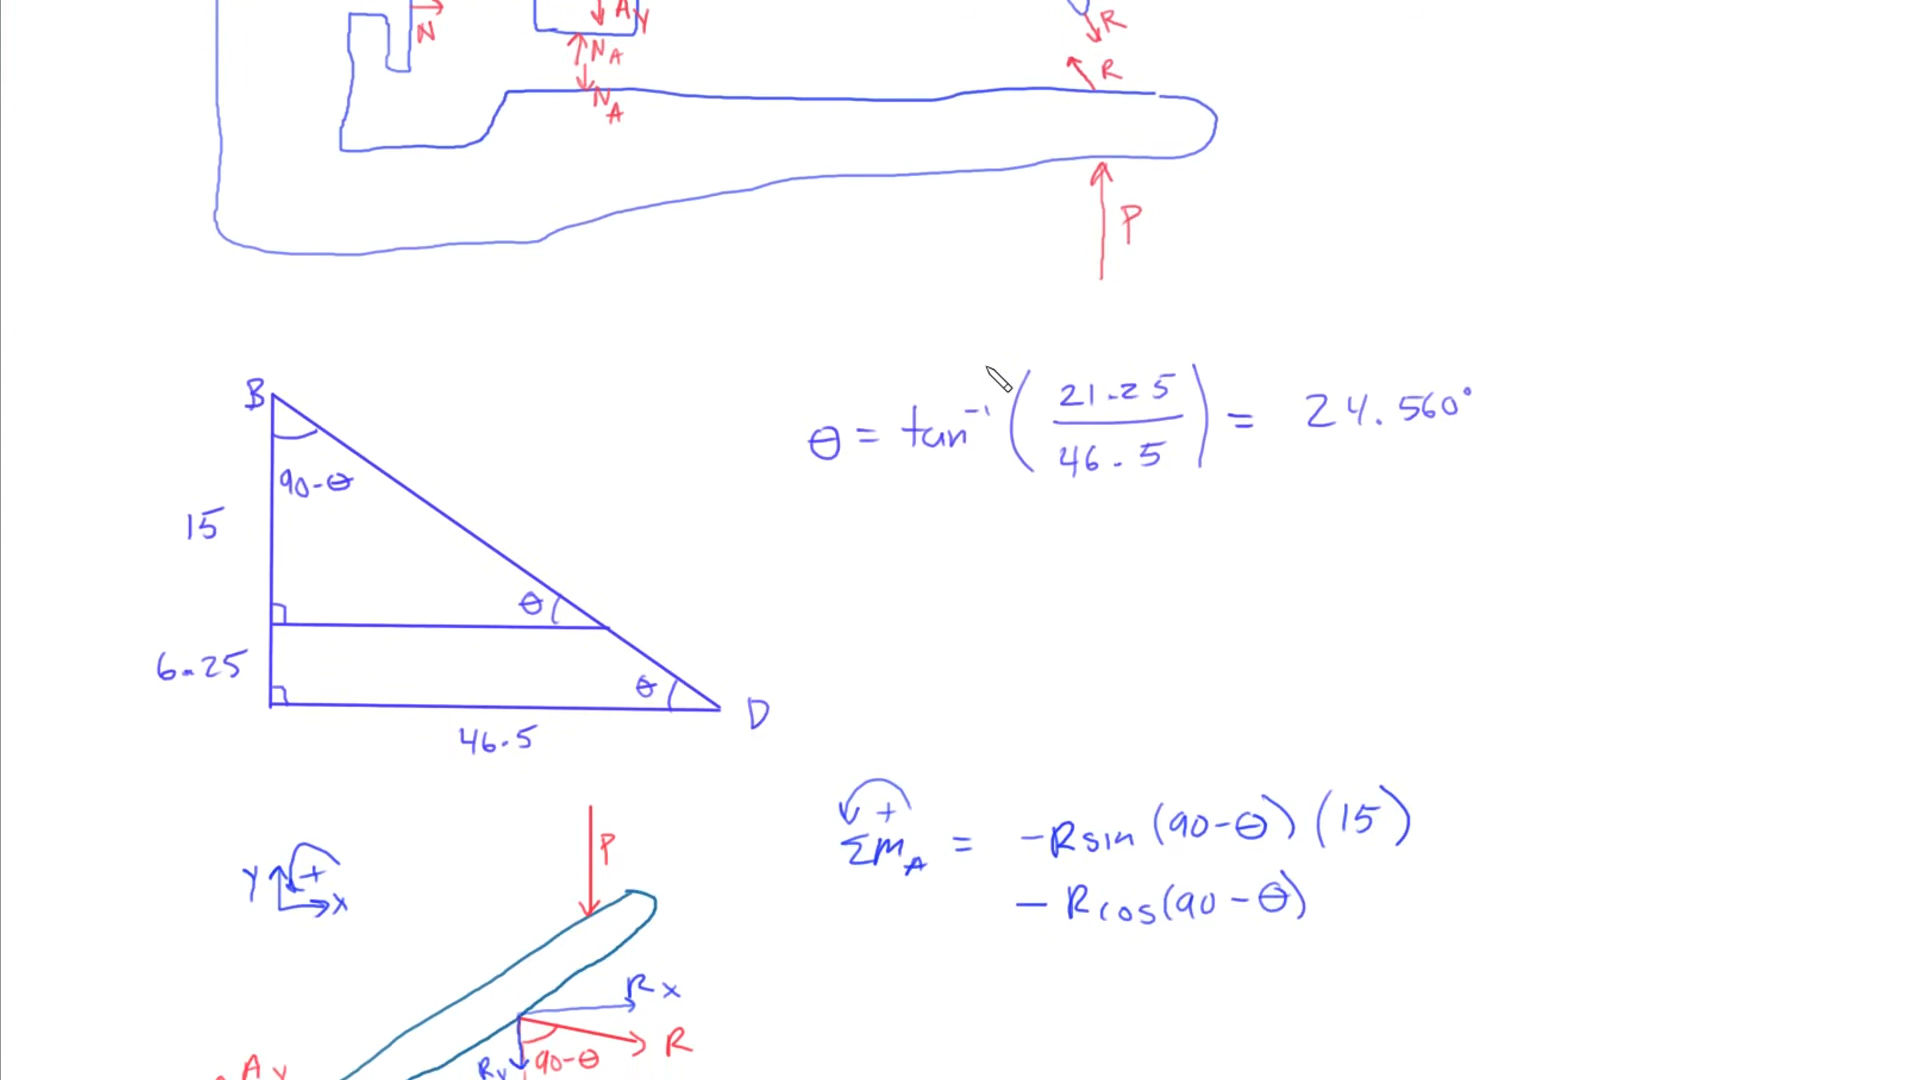 N
A Y
N A
N A
R
R
P
B
90-θ
15
θ
6.25
θ
D
46.5
θ = tan⁻¹ ( 21.25 / 46.5 ) = 24.560°
ΣM_A = -R sin (90-θ) (15)
- R cos (90 - θ)
Y + X
P
R x
R
R y
90-θ
A y